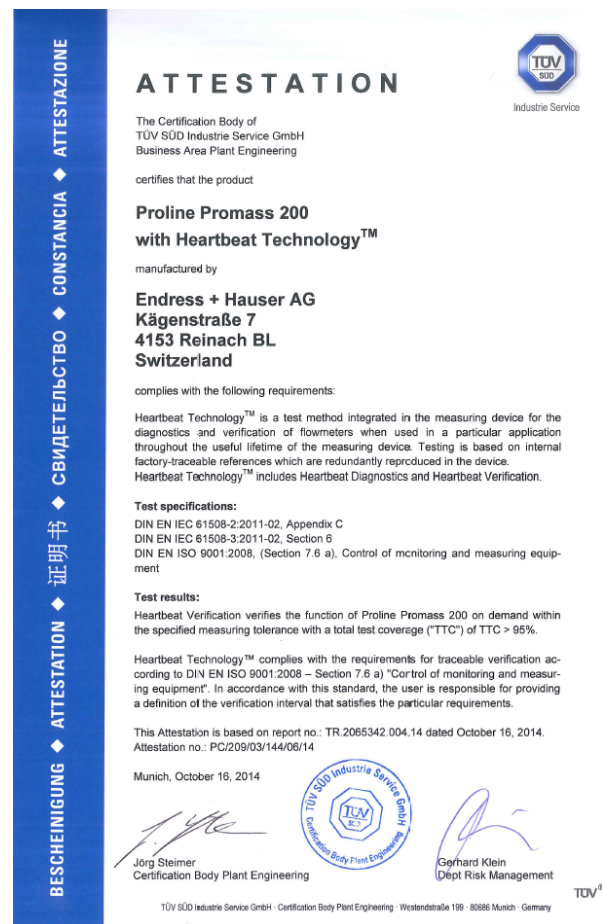 BESCHEINIGUNG ◆ ATTESTATION ◆ 证明书 ◆ СВИДЕТЕЛЬСТВО ◆ CONSTANCIA ◆ ATTESTAZIONE
TÜV
SÜD
Industrie Service
ATTESTATION
The Certification Body of
TÜV SÜD Industrie Service GmbH
Business Area Plant Engineering
certifies that the product
Proline Promass 200
with Heartbeat Technology™
manufactured by
Endress + Hauser AG
Kägenstraße 7
4153 Reinach BL
Switzerland
complies with the following requirements:
Heartbeat Technology™ is a test method integrated in the measuring device for the
diagnostics and verification of flowmeters when used in a particular application
throughout the useful lifetime of the measuring device. Testing is based on internal
factory-traceable references which are redundantly reproduced in the device.
Heartbeat Technology™ includes Heartbeat Diagnostics and Heartbeat Verification.
Test specifications:
DIN EN IEC 61508-2:2011-02, Appendix C
DIN EN IEC 61508-3:2011-02, Section 6
DIN EN ISO 9001:2008, (Section 7.6 a), Control of monitoring and measuring equip-
ment
Test results:
Heartbeat Verification verifies the function of Proline Promass 200 on demand within
the specified measuring tolerance with a total test coverage ("TTC") of TTC > 95%.
Heartbeat Technology™ complies with the requirements for traceable verification ac-
cording to DIN EN ISO 9001:2008 – Section 7.6 a) "Control of monitoring and measur-
ing equipment". In accordance with this standard, the user is responsible for providing
a definition of the verification interval that satisfies the particular requirements.
This Attestation is based on report no.: TR.2065342.004.14 dated October 16, 2014.
Attestation no.: PC/209/03/144/06/14
Munich, October 16, 2014
TÜV SÜD Industrie Service GmbH
TÜV
Certification Body Plant Engineering
Jörg Steimer
Certification Body Plant Engineering
Gerhard Klein
Dept Risk Management
TÜV®
TÜV SÜD Industrie Service GmbH · Certification Body Plant Engineering · Westendstraße 199 · 80686 Munich · Germany